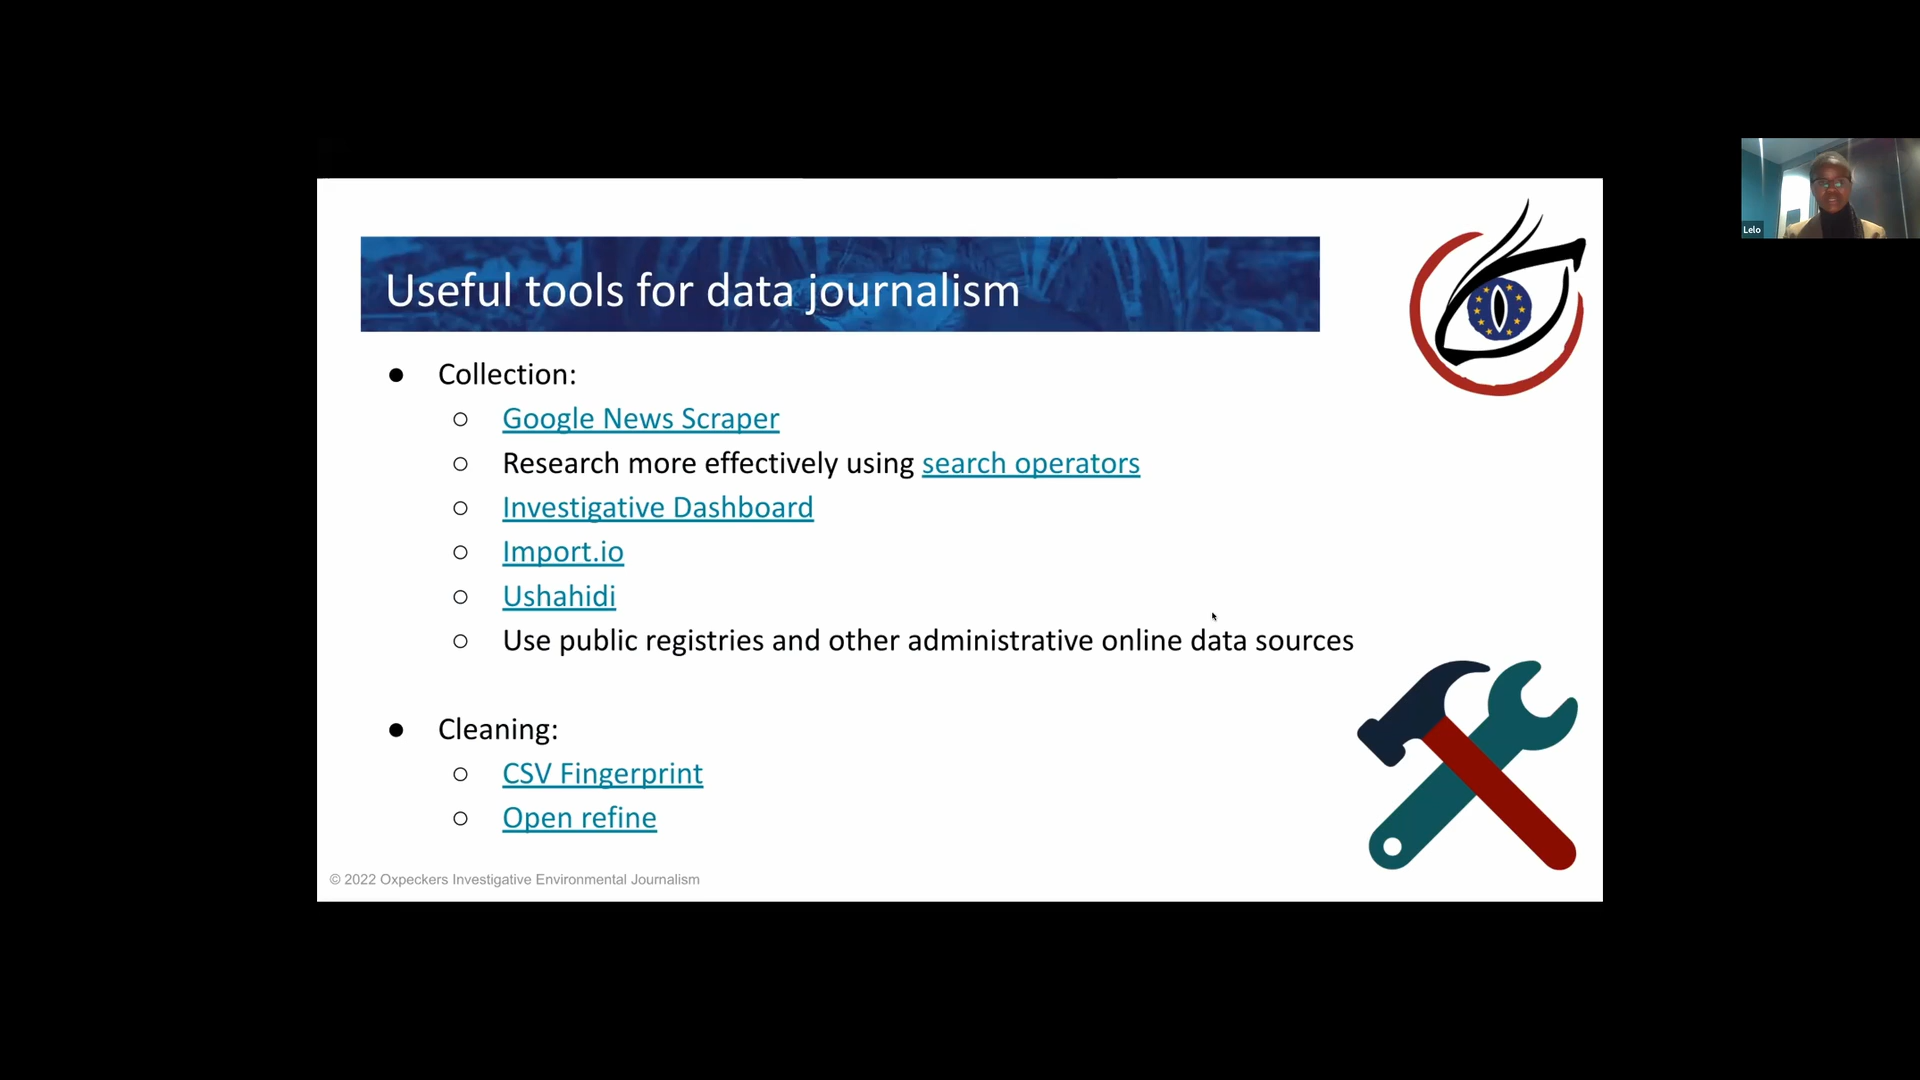 Useful tools for data journalism
Lelo
● Collection:
○ Google News Scraper
○ Research more effectively using search operators
○ Investigative Dashboard
○ Import.io
○ Ushahidi
○ Use public registries and other administrative online data sources
● Cleaning:
○ CSV Fingerprint
○ Open refine
© 2022 Oxpeckers Investigative Environmental Journalism